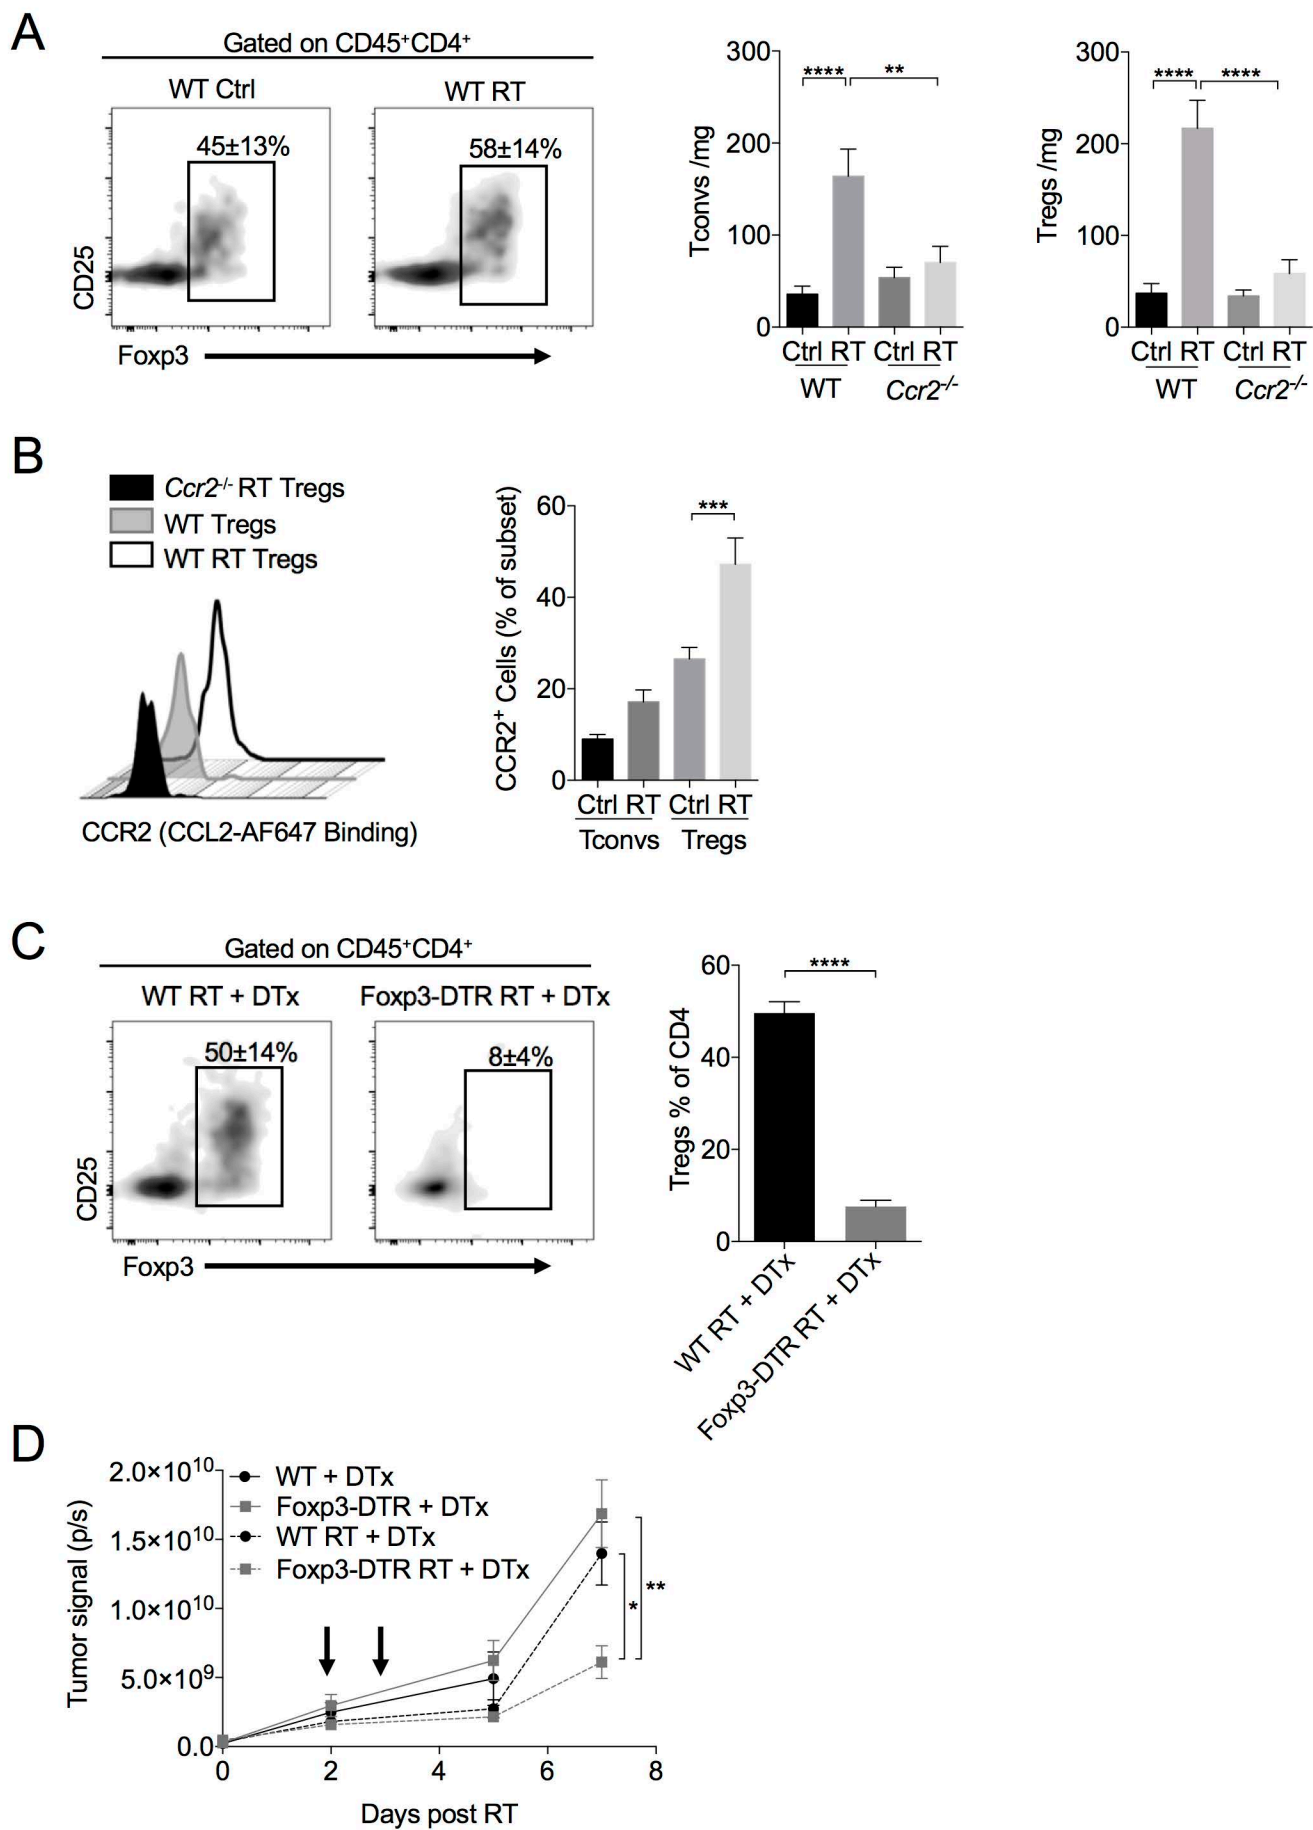 A
Gated on CD45⁺CD4⁺
WT Ctrl
WT RT
45±13%
58±14%
CD25
Foxp3
Tconvs /mg
300
200
100
0
**** **
Ctrl RT Ctrl RT
WT Ccr2⁻/⁻
Tregs /mg
300
200
100
0
**** ****
Ctrl RT Ctrl RT
WT Ccr2⁻/⁻
B
Ccr2⁻/⁻ RT Tregs
WT Tregs
WT RT Tregs
CCR2 (CCL2-AF647 Binding)
CCR2⁺ Cells (% of subset)
60
40
20
0
***
Ctrl RT Ctrl RT
Tconvs Tregs
C
Gated on CD45⁺CD4⁺
WT RT + DTx
Foxp3-DTR RT + DTx
50±14%
8±4%
CD25
Foxp3
Tregs % of CD4
60
40
20
0
****
WT RT + DTx
Foxp3-DTR RT + DTx
D
Tumor signal (p/s)
2.0×10¹⁰
1.5×10¹⁰
1.0×10¹⁰
5.0×10⁹
0.0
WT + DTx
Foxp3-DTR + DTx
WT RT + DTx
Foxp3-DTR RT + DTx
*
**
0 2 4 6 8
Days post RT